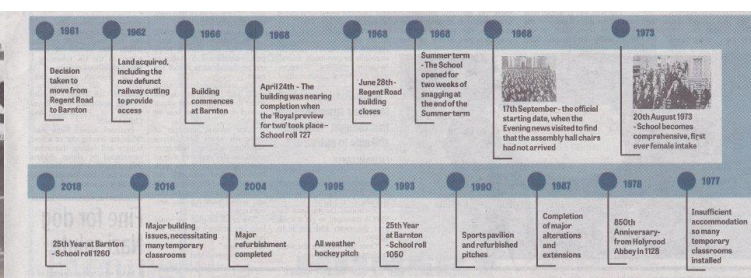 1961
Decision
taken to
move from
Regent Road
to Barnton
1962
Land acquired,
including the
now defunct
railway cutting
to provide
access
1966
Building
commences
at Barnton
1968
April 24th - The
building was nearing
completion when
the 'Royal preview
for two' took place -
School roll 727
1968
June 28th -
Regent Road
building
closes
1968
Summer term
- The School
opened for
two weeks of
snagging at
the end of the
Summer term
1968
17th September - the official
starting date, when the
Evening news visited to find
that the assembly hall chairs
had not arrived
1973
20th August 1973
- School becomes
comprehensive, first
ever female intake
2018
25th Year at Barnton
- School roll 1260
2016
Major building
issues, necessitating
many temporary
classrooms
2004
Major
refurbishment
completed
1995
All weather
hockey pitch
1993
25th Year
at Barnton
- School roll
1050
1990
Sports pavilion
and refurbished
pitches
1987
Completion
of major
alterations
and
extensions
1978
850th
Anniversary -
from Holyrood
Abbey in 1128
1977
Insufficient
accommodation
so many
temporary
classrooms
installed